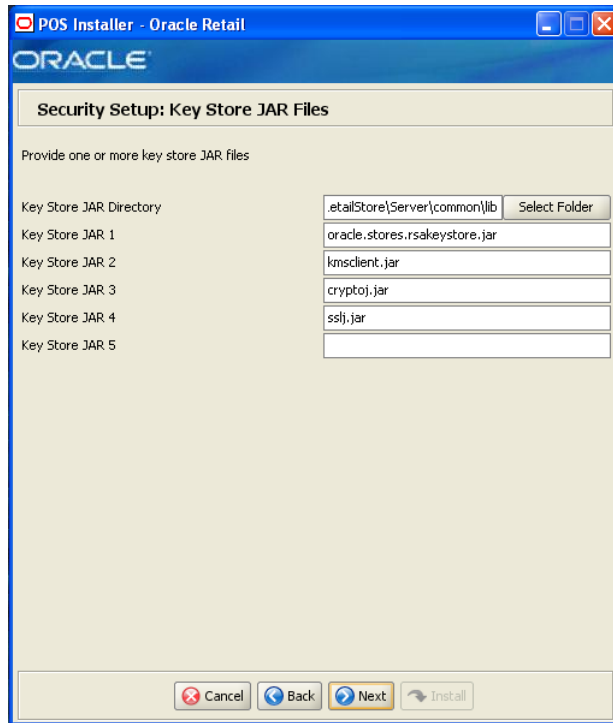 POS Installer - Oracle Retail
ORACLE
Security Setup: Key Store JAR Files
Provide one or more key store JAR files
Key Store JAR Directory .etailStore\Server\common\lib Select Folder
Key Store JAR 1 oracle.stores.rsakeystore.jar
Key Store JAR 2 kmsclient.jar
Key Store JAR 3 cryptoj.jar
Key Store JAR 4 sslj.jar
Key Store JAR 5
Cancel Back Next Install